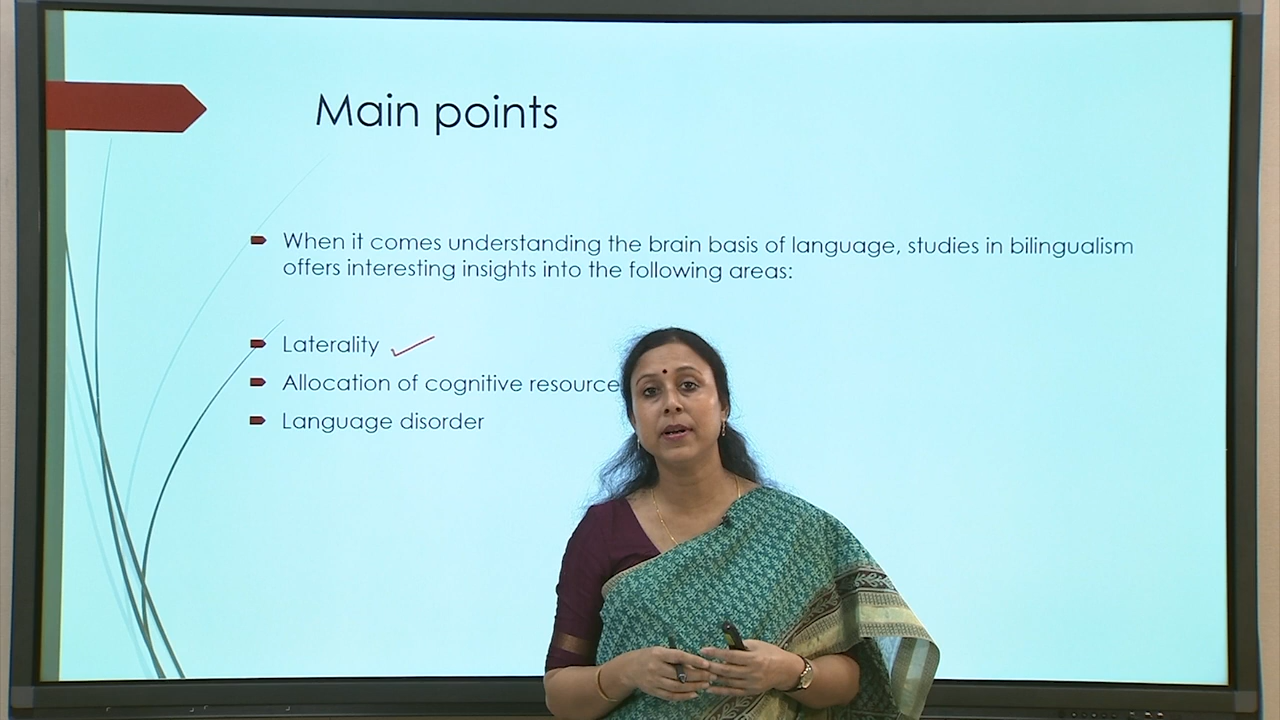 Main points
When it comes understanding the brain basis of language, studies in bilingualism
offers interesting insights into the following areas:
Laterality
Allocation of cognitive resource
Language disorder